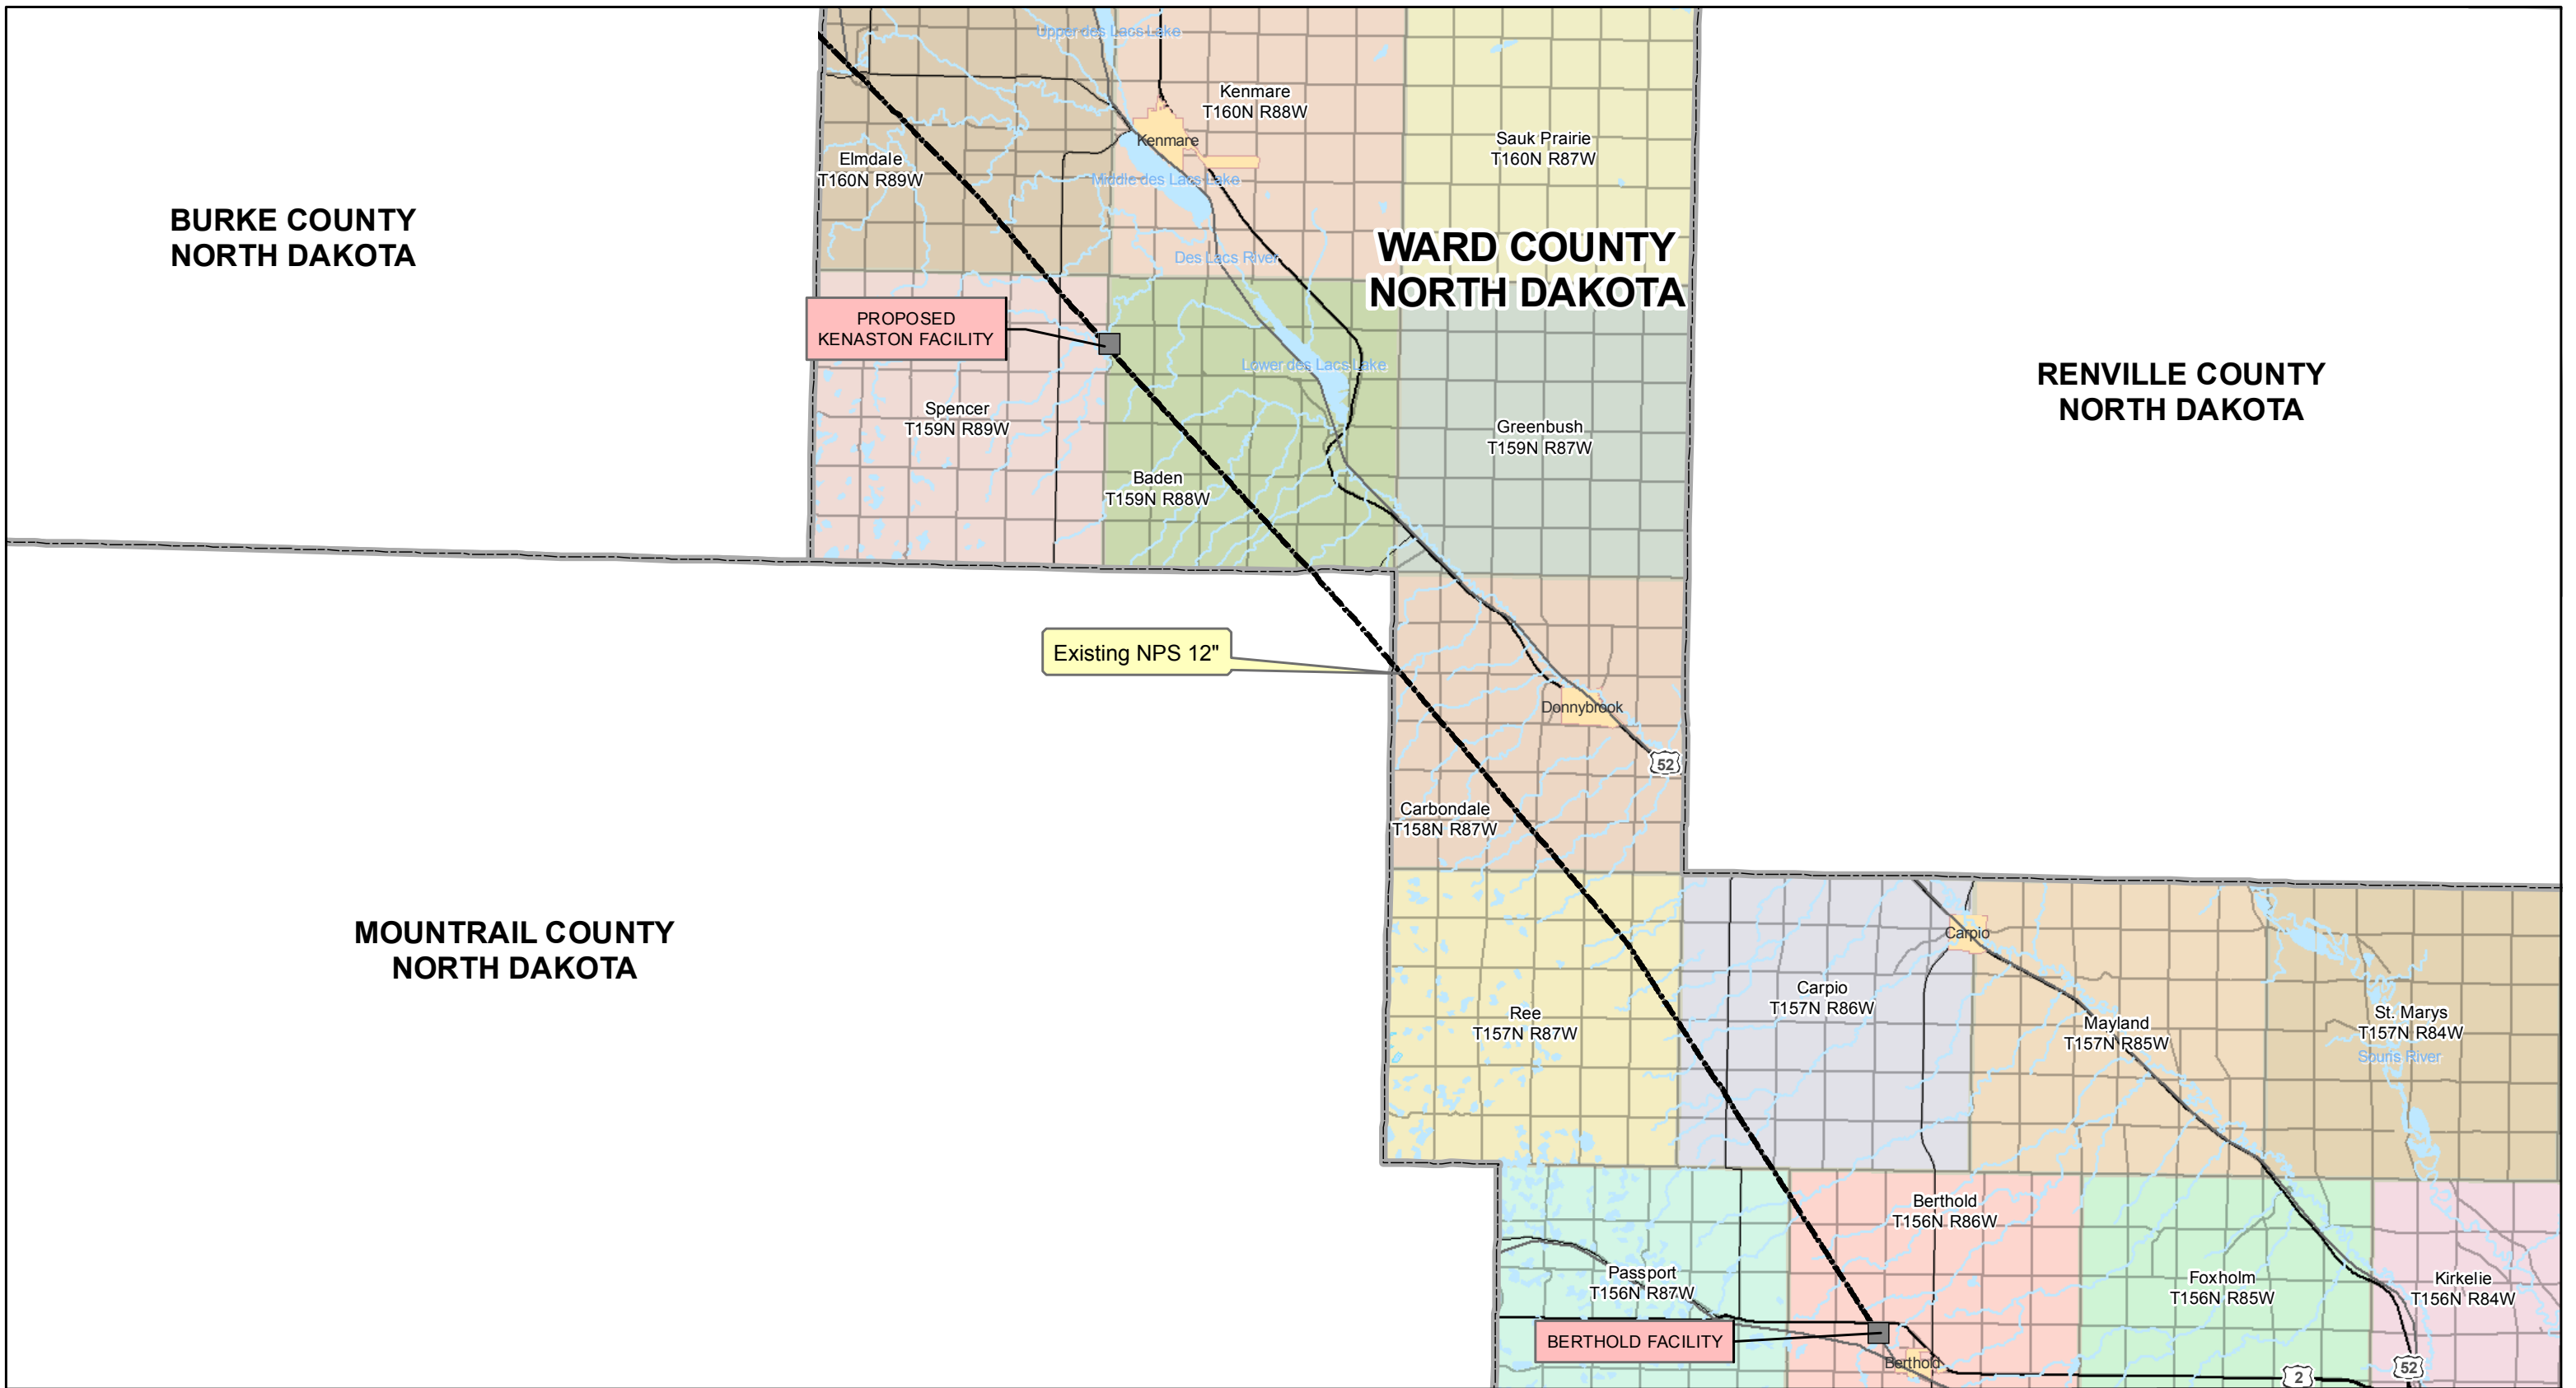 Upper des Lacs Lake
Kenmare
T160N R88W
Kenmare
Sauk Prairie
T160N R87W
Elmdale
T160N R89W
Middle des Lacs Lake
BURKE COUNTY
NORTH DAKOTA
WARD COUNTY
NORTH DAKOTA
Des Lacs River
PROPOSED
KENASTON FACILITY
Lower des Lacs Lake
RENVILLE COUNTY
NORTH DAKOTA
Spencer
T159N R89W
Greenbush
T159N R87W
Baden
T159N R88W
Existing NPS 12"
Donnybrook
52
Carbondale
T158N R87W
MOUNTRAIL COUNTY
NORTH DAKOTA
Carpio
Carpio
T157N R86W
Ree
T157N R87W
Mayland
T157N R85W
St. Marys
T157N R84W
Souris River
Berthold
T156N R86W
Passport
T156N R87W
Foxholm
T156N R85W
Kirkelie
T156N R84W
BERTHOLD FACILITY
Berthold
2
52